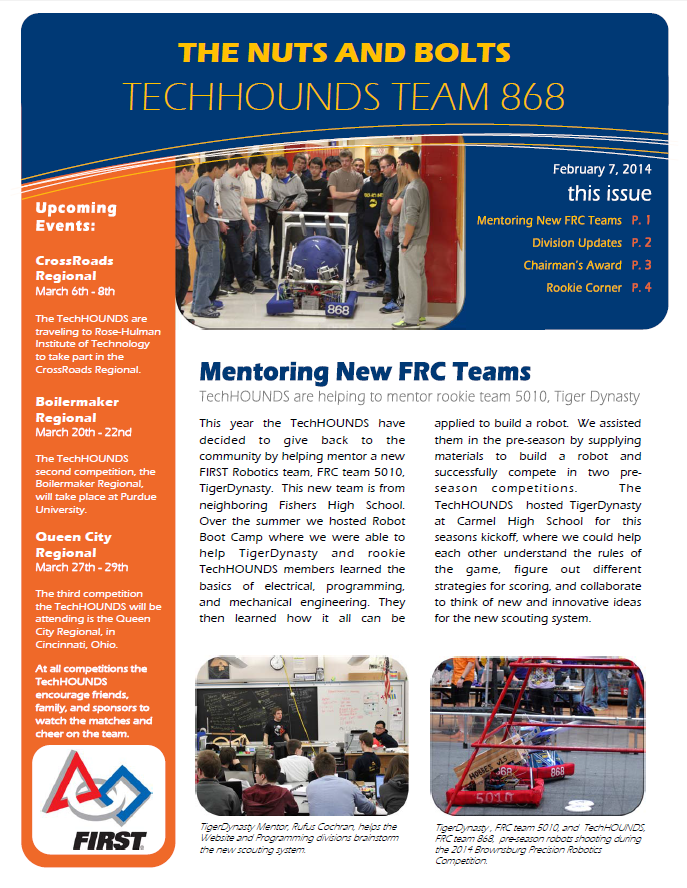 THE NUTS AND BOLTS
TECHHOUNDS TEAM 868
February 7, 2014
this issue
Mentoring New FRC Teams P. 1
Division Updates P. 2
Chairman's Award P. 3
Rookie Corner P. 4
868
Upcoming
Events:
CrossRoads
Regional
March 6th - 8th
The TechHOUNDS are
traveling to Rose-Hulman
Institute of Technology
to take part in the
CrossRoads Regional.
Boilermaker
Regional
March 20th - 22nd
The TechHOUNDS
second competition, the
Boilermaker Regional,
will take place at Purdue
University.
Queen City
Regional
March 27th - 29th
The third competition
the TechHOUNDS will be
attending is the Queen
City Regional, in
Cincinnati, Ohio.
At all competitions the
TechHOUNDS
encourage friends,
family, and sponsors to
watch the matches and
cheer on the team.
FIRST
Mentoring New FRC Teams
TechHOUNDS are helping to mentor rookie team 5010, Tiger Dynasty
This year the TechHOUNDS have
decided to give back to the
community by helping mentor a new
FIRST Robotics team, FRC team 5010,
TigerDynasty. This new team is from
neighboring Fishers High School.
Over the summer we hosted Robot
Boot Camp where we were able to
help TigerDynasty and rookie
TechHOUNDS members learned the
basics of electrical, programming,
and mechanical engineering. They
then learned how it all can be
applied to build a robot. We assisted
them in the pre-season by supplying
materials to build a robot and
successfully compete in two pre-
season competitions. The
TechHOUNDS hosted TigerDynasty
at Carmel High School for this
seasons kickoff, where we could help
each other understand the rules of
the game, figure out different
strategies for scoring, and collaborate
to think of new and innovative ideas
for the new scouting system.
868
868
5010
TigerDynasty Mentor, Rufus Cochran, helps the
Website and Programming divisions brainstorm
the new scouting system.
TigerDynasty , FRC team 5010, and TechHOUNDS,
FRC team 868, pre-season robots shooting during
the 2014 Brownsburg Precision Robotics
Competition.